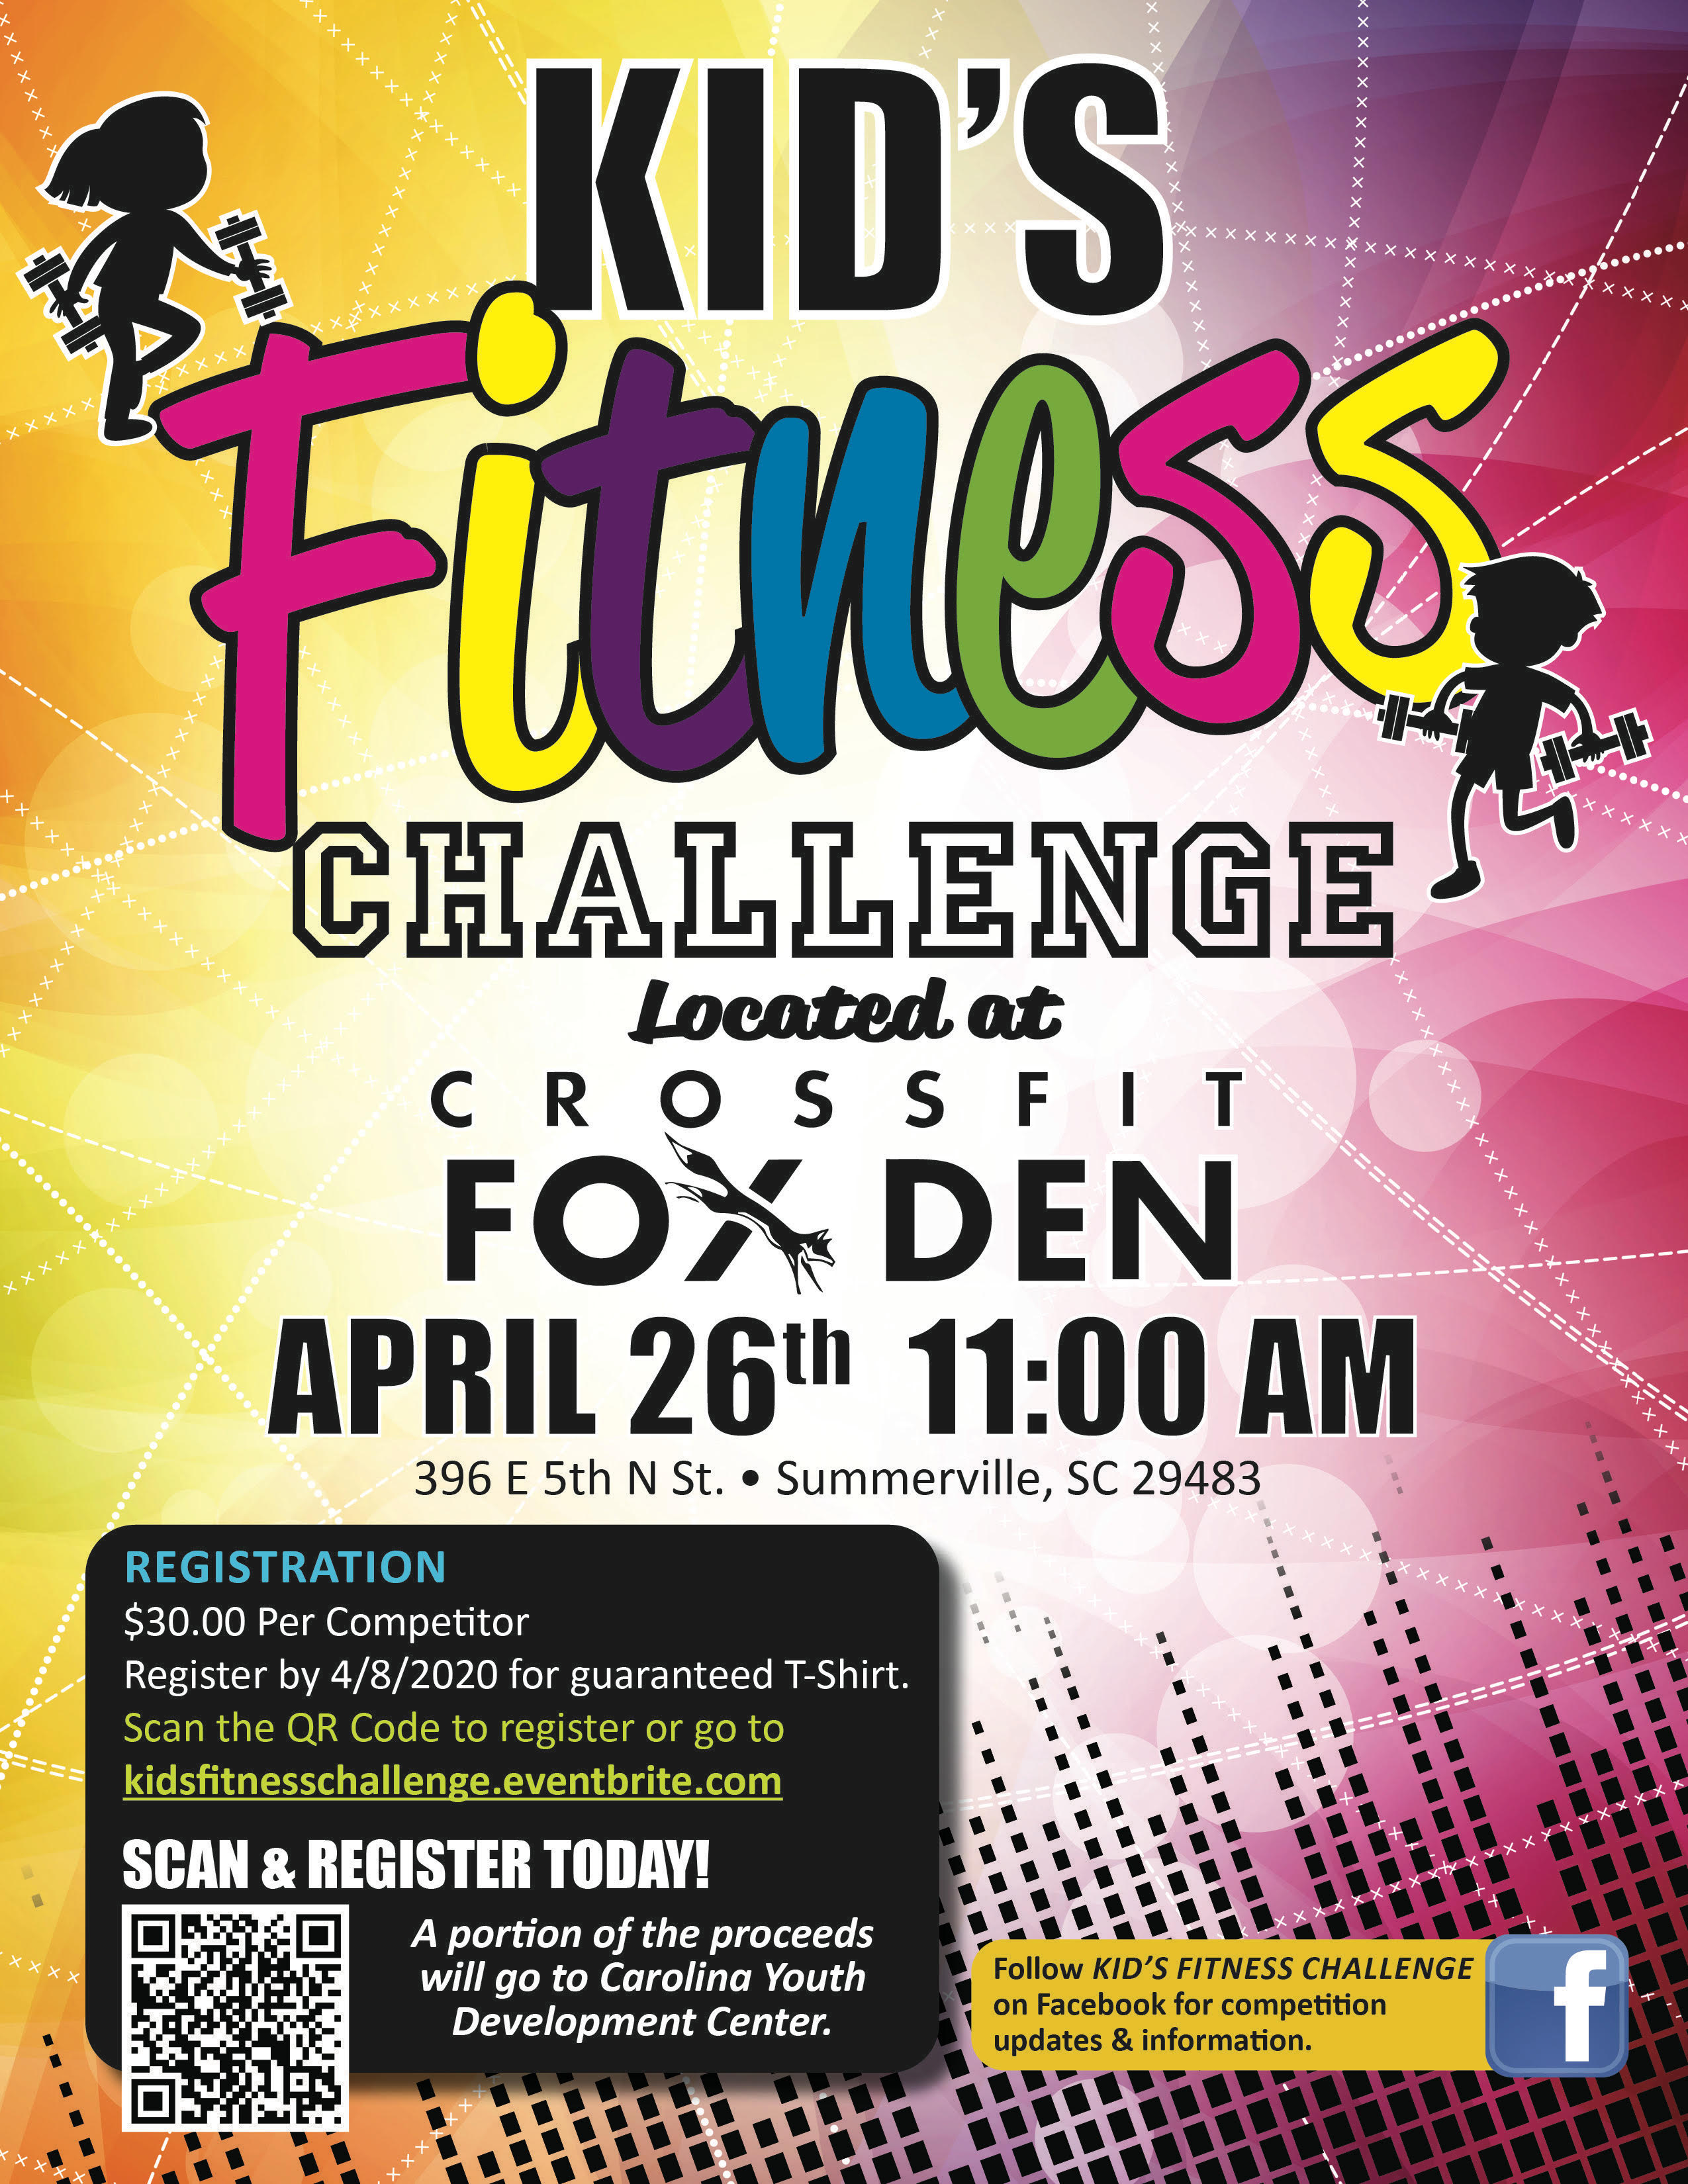 KID'S
Fitness
CHALLENGE
Located at
CROSSFIT
FOX DEN
APRIL 26th 11:00 AM
396 E 5th N St. • Summerville, SC 29483
REGISTRATION
$30.00 Per Competitor
Register by 4/8/2020 for guaranteed T-Shirt.
Scan the QR Code to register or go to
kidsfitnesschallenge.eventbrite.com
SCAN & REGISTER TODAY!
A portion of the proceeds
will go to Carolina Youth
Development Center.
Follow KID'S FITNESS CHALLENGE
on Facebook for competition
updates & information.
f